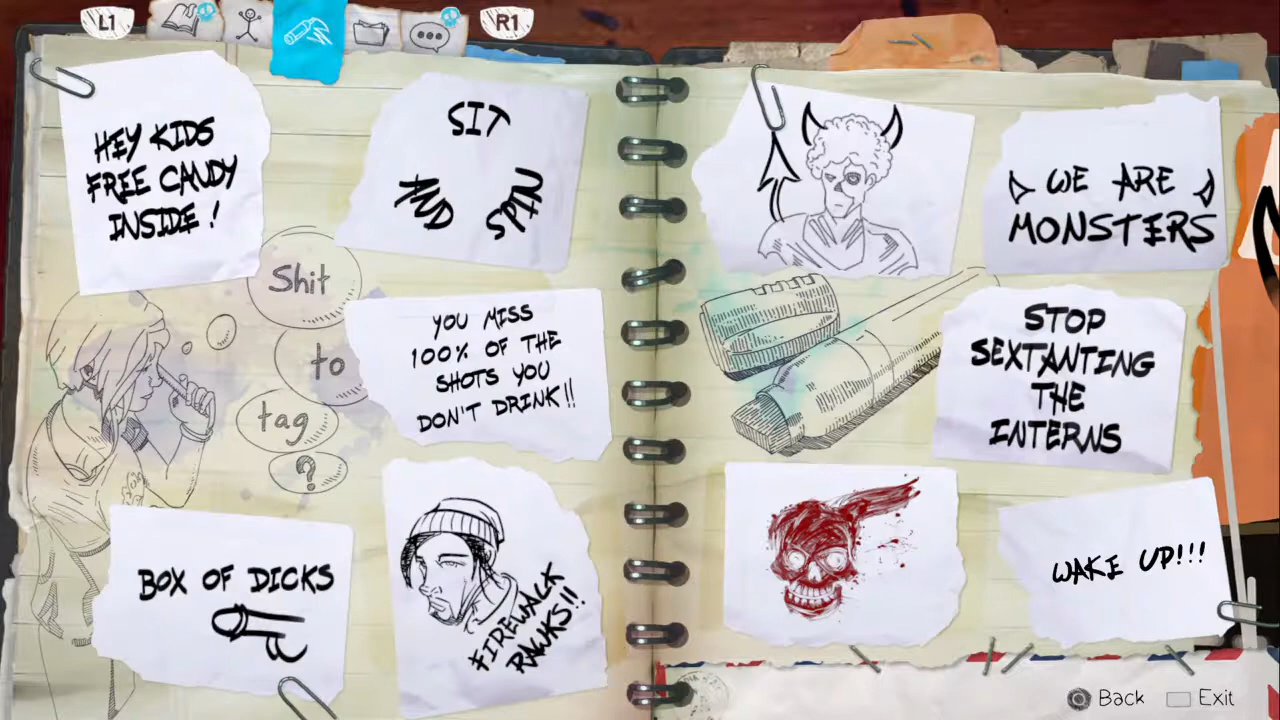 L1
R1
HEY KIDS
FREE CANDY
INSIDE!
SIT
AND
SPIN
Shit
to
tag
?
YOU MISS
100% OF THE
SHOTS YOU
DON'T DRINK!!
BOX OF DICKS
FIREWALK
RAWKS!!
WE ARE
MONSTERS
STOP
SEXTANTING
THE
INTERNS
WAKE UP!!!
Back
Exit